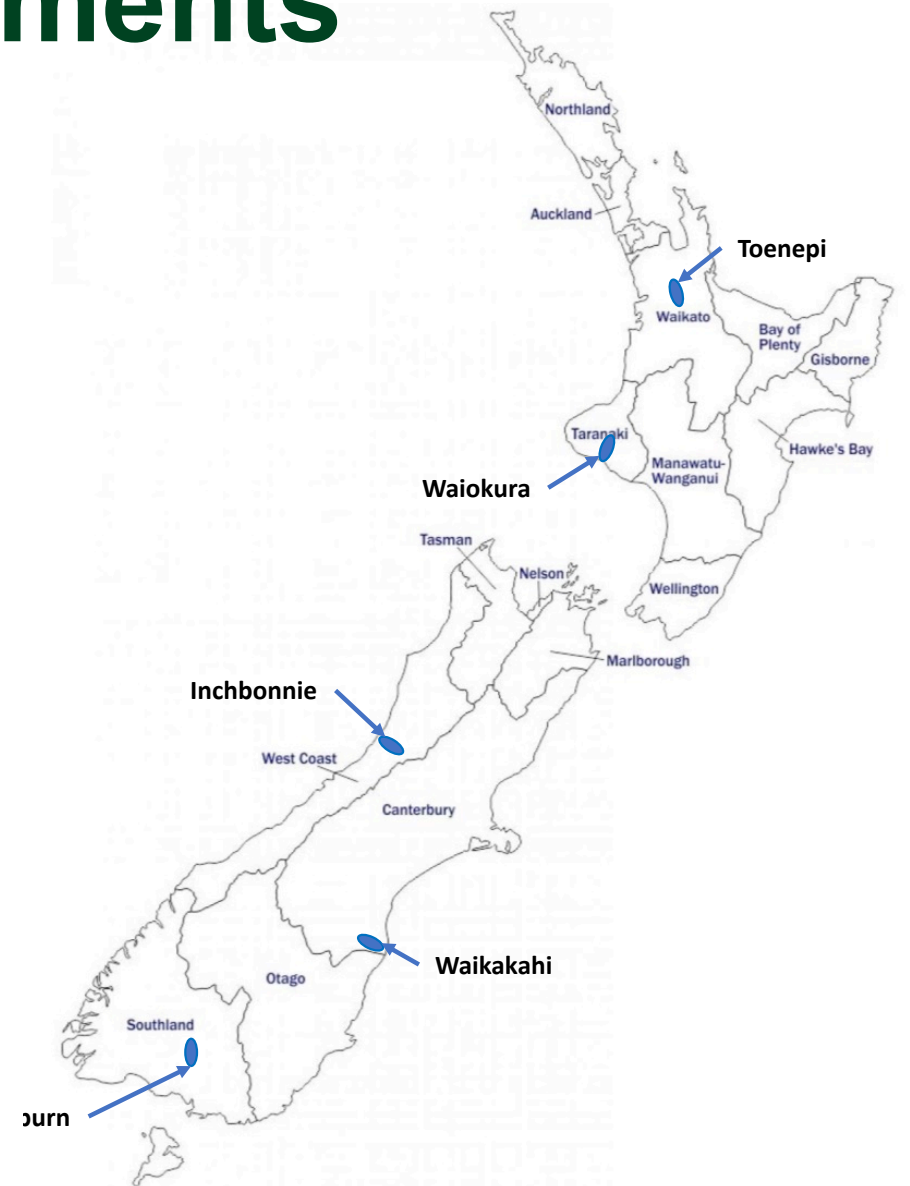 ments
Northland
Auckland
Toenepi
Waikato
Bay of
Plenty
Gisborne
Taranaki
Hawke's Bay
Manawatu-
Wanganui
Waiokura
Tasman
Nelson
Wellington
Marlborough
Inchbonnie
West Coast
Canterbury
Waikakahi
Otago
Southland
burn